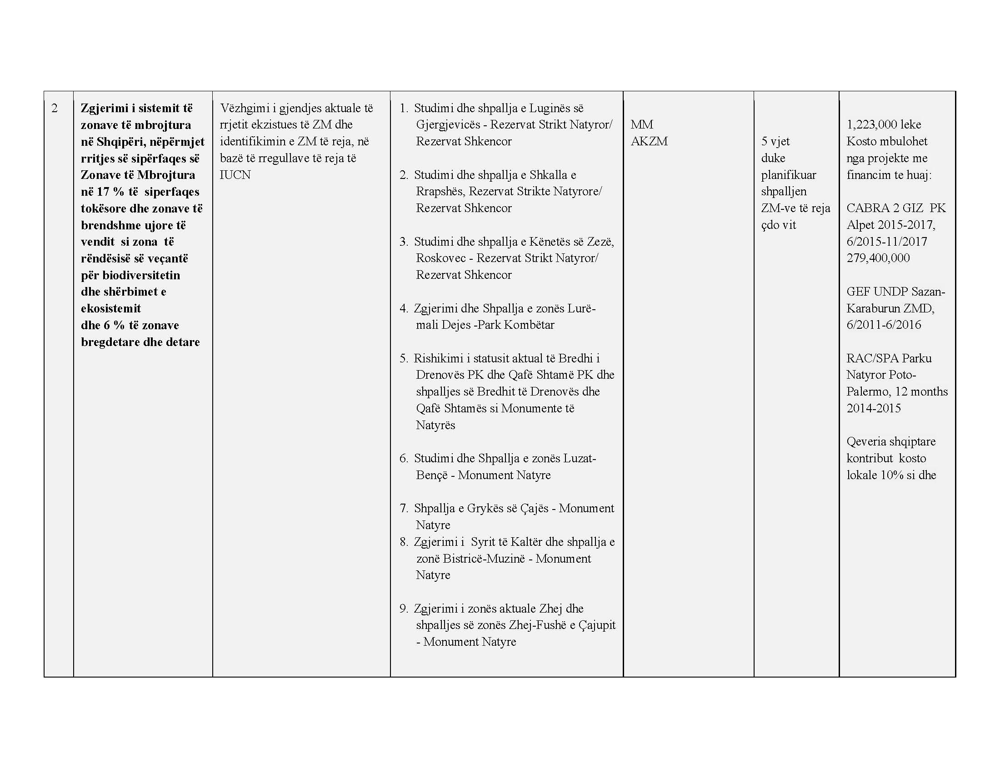 2
Zgjerimi i sistemit të
zonave të mbrojtura
në Shqipëri, nëpërmjet
rritjes së sipërfaqes së
Zonave të Mbrojtura
në 17 % të siperfaqes
tokësore dhe zonave të
brendshme ujore të
vendit si zona të
rëndësisë së veçantë
për biodiversitetin
dhe shërbimet e
ekosistemit
dhe 6 % të zonave
bregdetare dhe detare
Vëzhgimi i gjendjes aktuale të
rrjetit ekzistues të ZM dhe
identifikimin e ZM të reja, në
bazë të rregullave të reja të
IUCN
1. Studimi dhe shpallja e Luginës së
Gjergjevicës - Rezervat Strikt Natyror/
Rezervat Shkencor
2. Studimi dhe shpallja e Shkalla e
Rrapshës, Rezervat Strikte Natyrore/
Rezervat Shkencor
3. Studimi dhe shpallja e Kënetës së Zezë,
Roskovec - Rezervat Strikt Natyror/
Rezervat Shkencor
4. Zgjerimi dhe Shpallja e zonës Lurë-
mali Dejes -Park Kombëtar
5. Rishikimi i statusit aktual të Bredhi i
Drenovës PK dhe Qafë Shtamë PK dhe
shpalljes së Bredhit të Drenovës dhe
Qafë Shtamës si Monumente të
Natyrës
6. Studimi dhe Shpallja e zonës Luzat-
Bençë - Monument Natyre
7. Shpallja e Grykës së Çajës - Monument
Natyre
8. Zgjerimi i Syrit të Kaltër dhe shpallja e
zonë Bistricë-Muzinë - Monument
Natyre
9. Zgjerimi i zonës aktuale Zhej dhe
shpalljes së zonës Zhej-Fushë e Çajupit
- Monument Natyre
MM
AKZM
5 vjet
duke
planifikuar
shpalljen
ZM-ve të reja
çdo vit
1,223,000 leke
Kosto mbulohet
nga projekte me
financim te huaj:
CABRA 2 GIZ PK
Alpet 2015-2017,
6/2015-11/2017
279,400,000
GEF UNDP Sazan-
Karaburun ZMD,
6/2011-6/2016
RAC/SPA Parku
Natyror Poto-
Palermo, 12 months
2014-2015
Qeveria shqiptare
kontribut kosto
lokale 10% si dhe